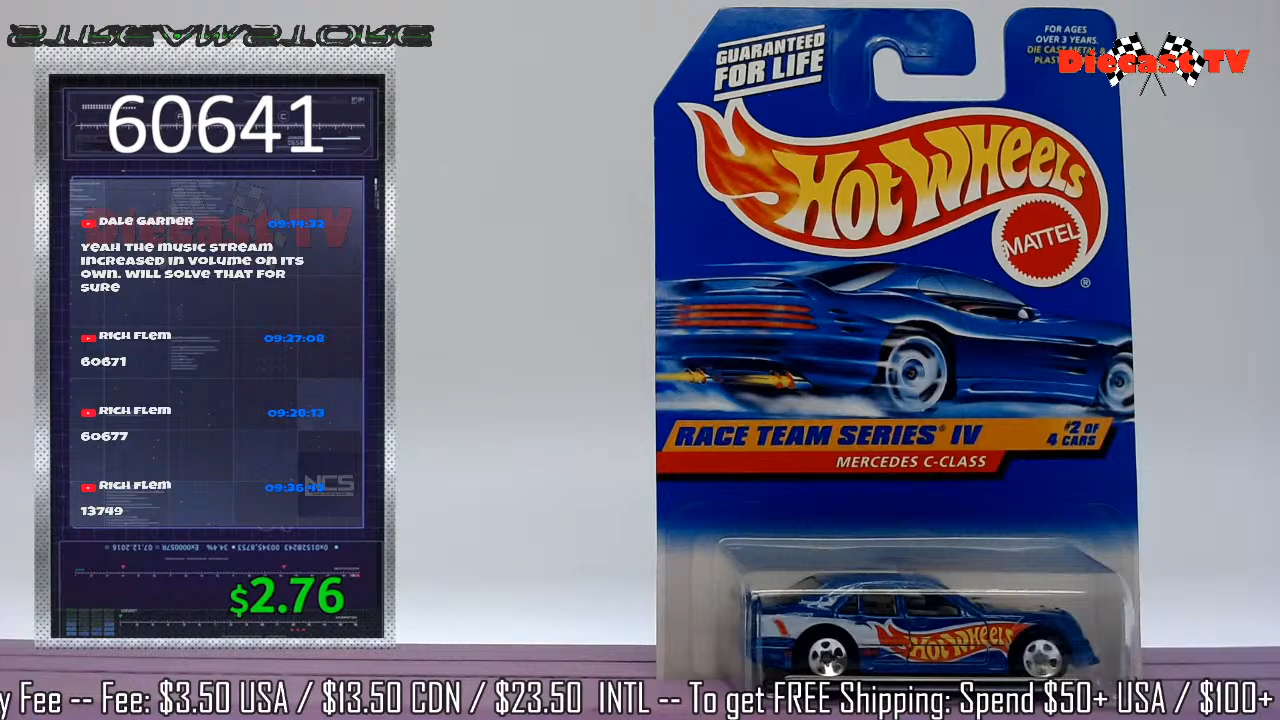 60641
Dale Garner 09:14:32
Yeah the music stream
increased in volume on its
own. Will solve that for
sure
Rich Flem 09:27:08
60671
Rich Flem 09:28:13
60677
Rich Flem
13749
NCS
$2.76
GUARANTEED
FOR LIFE
FOR AGES
OVER 3 YEARS.
DIE CAST METAL &
Diecast TV
HOT WHEELS
MATTEL
®
RACE TEAM SERIES IV
#2 OF
4 CARS
MERCEDES C-CLASS
HOT WHEELS
y Fee -- Fee: $3.50 USA / $13.50 CDN / $23.50 INTL -- To get FREE Shipping: Spend $50+ USA / $100+